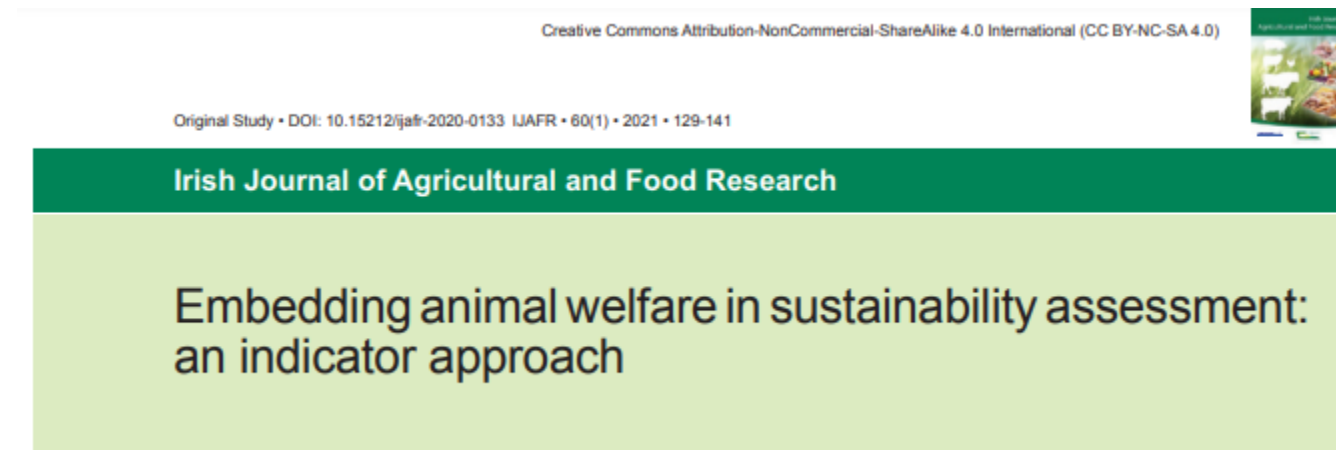 Creative Commons Attribution-NonCommercial-ShareAlike 4.0 International (CC BY-NC-SA 4.0)
Original Study • DOI: 10.15212/ijafr-2020-0133 IJAFR • 60(1) • 2021 • 129-141
Irish Journal of Agricultural and Food Research
Embedding animal welfare in sustainability assessment:
an indicator approach